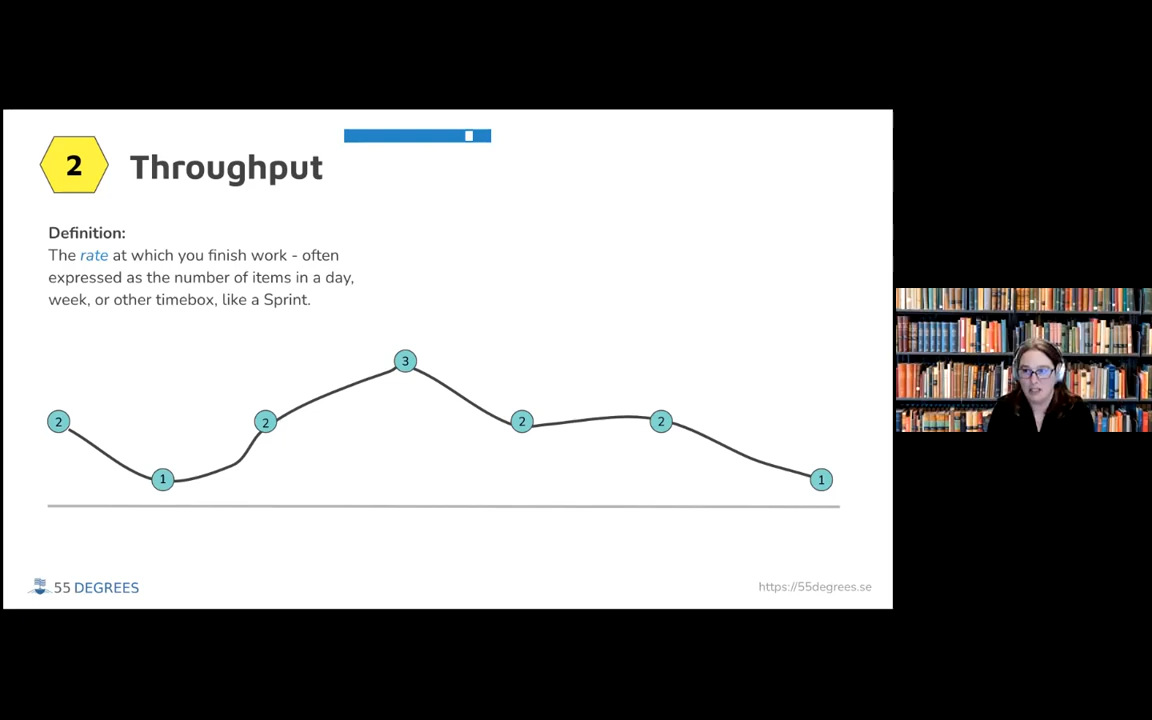 2
Throughput
Definition:
The rate at which you finish work - often
expressed as the number of items in a day,
week, or other timebox, like a Sprint.
2
1
2
3
2
2
1
55 DEGREES
https://55degrees.se